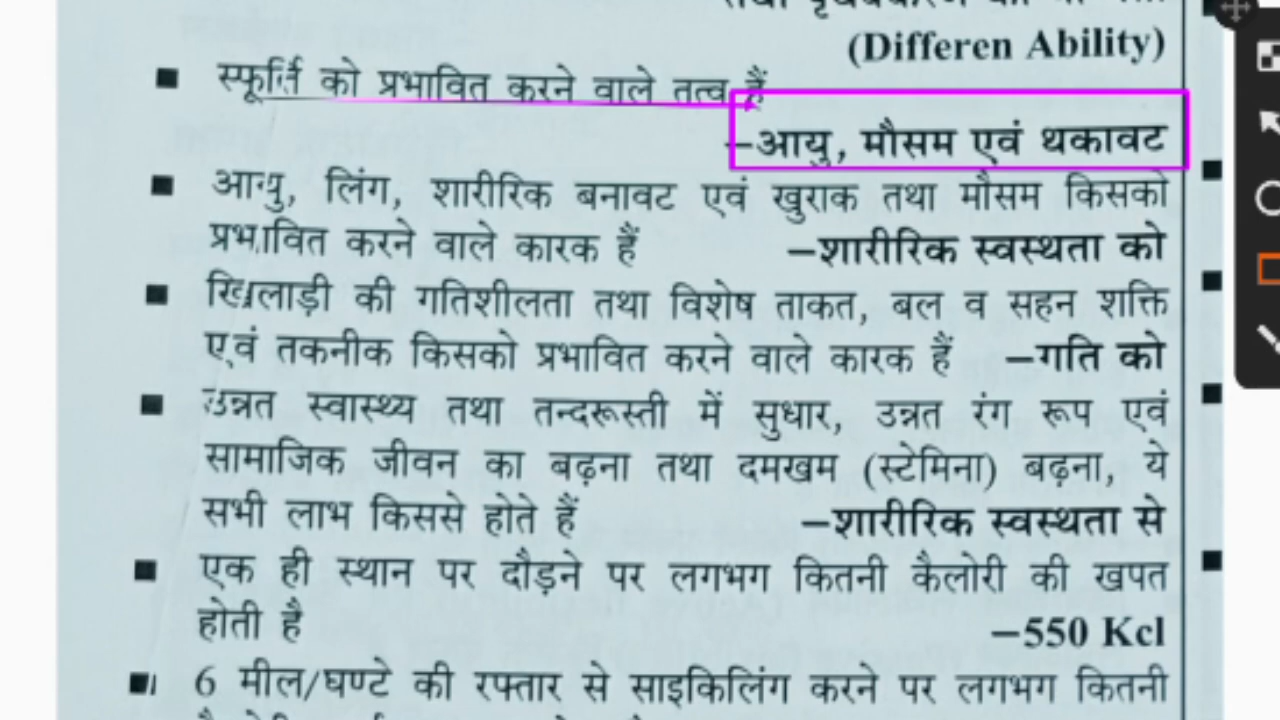 (Differen Ability)
■ स्फूर्ति को प्रभावित करने वाले तत्व हैं
–आयु, मौसम एवं थकावट
■ आयु, लिंग, शारीरिक बनावट एवं खुराक तथा मौसम किसको
प्रभावित करने वाले कारक हैं –शारीरिक स्वस्थता को
■ खिलाड़ी की गतिशीलता तथा विशेष ताकत, बल व सहन शक्ति
एवं तकनीक किसको प्रभावित करने वाले कारक हैं –गति को
■ उन्नत स्वास्थ्य तथा तन्दरूस्ती में सुधार, उन्नत रंग रूप एवं
सामाजिक जीवन का बढ़ना तथा दमखम (स्टेमिना) बढ़ना, ये
सभी लाभ किससे होते हैं –शारीरिक स्वस्थता से
■ एक ही स्थान पर दौड़ने पर लगभग कितनी कैलोरी की खपत
होती है –550 Kcl
■ 6 मील/घण्टे की रफ्तार से साइकिलिंग करने पर लगभग कितनी